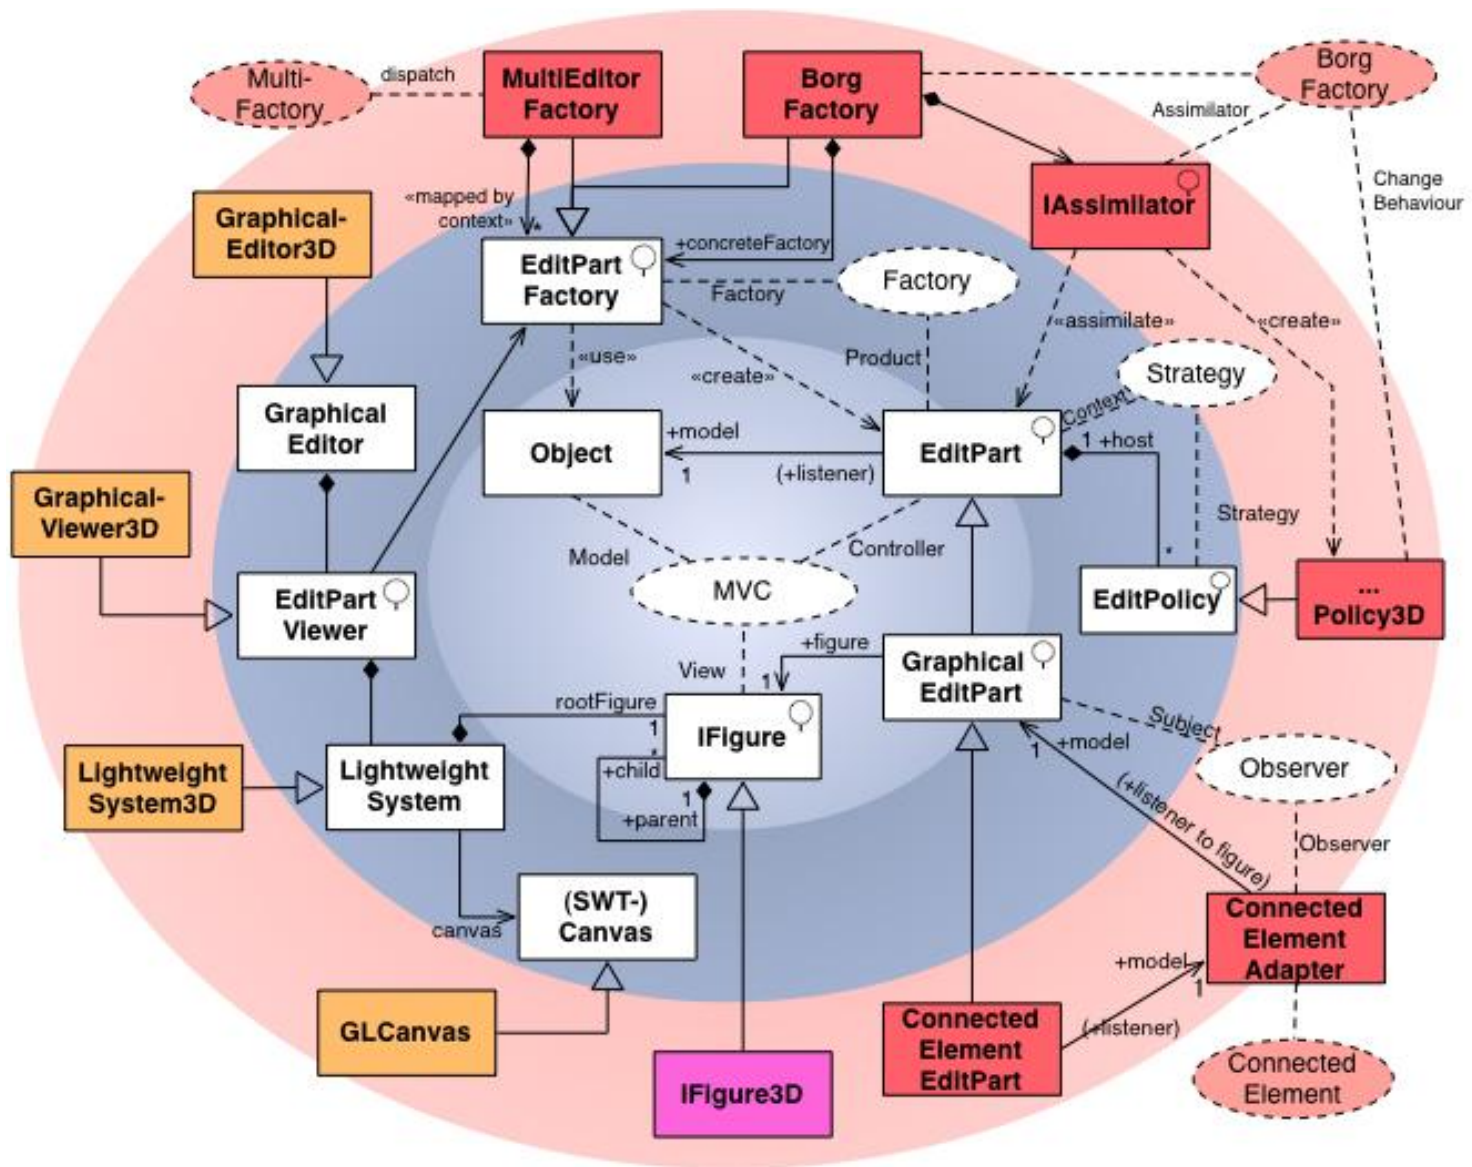 Multi-
Factory
dispatch
MultiEditor
Factory
Borg
Factory
Borg
Factory
Assimilator
«mapped by
context»
*
IAssimilator
Change
Behaviour
Graphical-
Editor3D
+concreteFactory
EditPart
Factory
Factory
Factory
«use»
«create»
Product
«assimilate»
«create»
Strategy
Context
Graphical
Editor
Object
+model
1
(+listener)
EditPart
1 +host
Graphical-
Viewer3D
Strategy
*
Model
Controller
MVC
EditPart
Viewer
EditPolicy
...
Policy3D
+figure
1
View
Graphical
EditPart
rootFigure
1
IFigure
Subject
+model
1
Observer
Lightweight
System3D
Lightweight
System
*
+child
1
+parent
(+listener to figure)
Observer
(SWT-)
Canvas
canvas
Connected
Element
Adapter
+model
1
(+listener)
GLCanvas
Connected
Element
EditPart
IFigure3D
Connected
Element